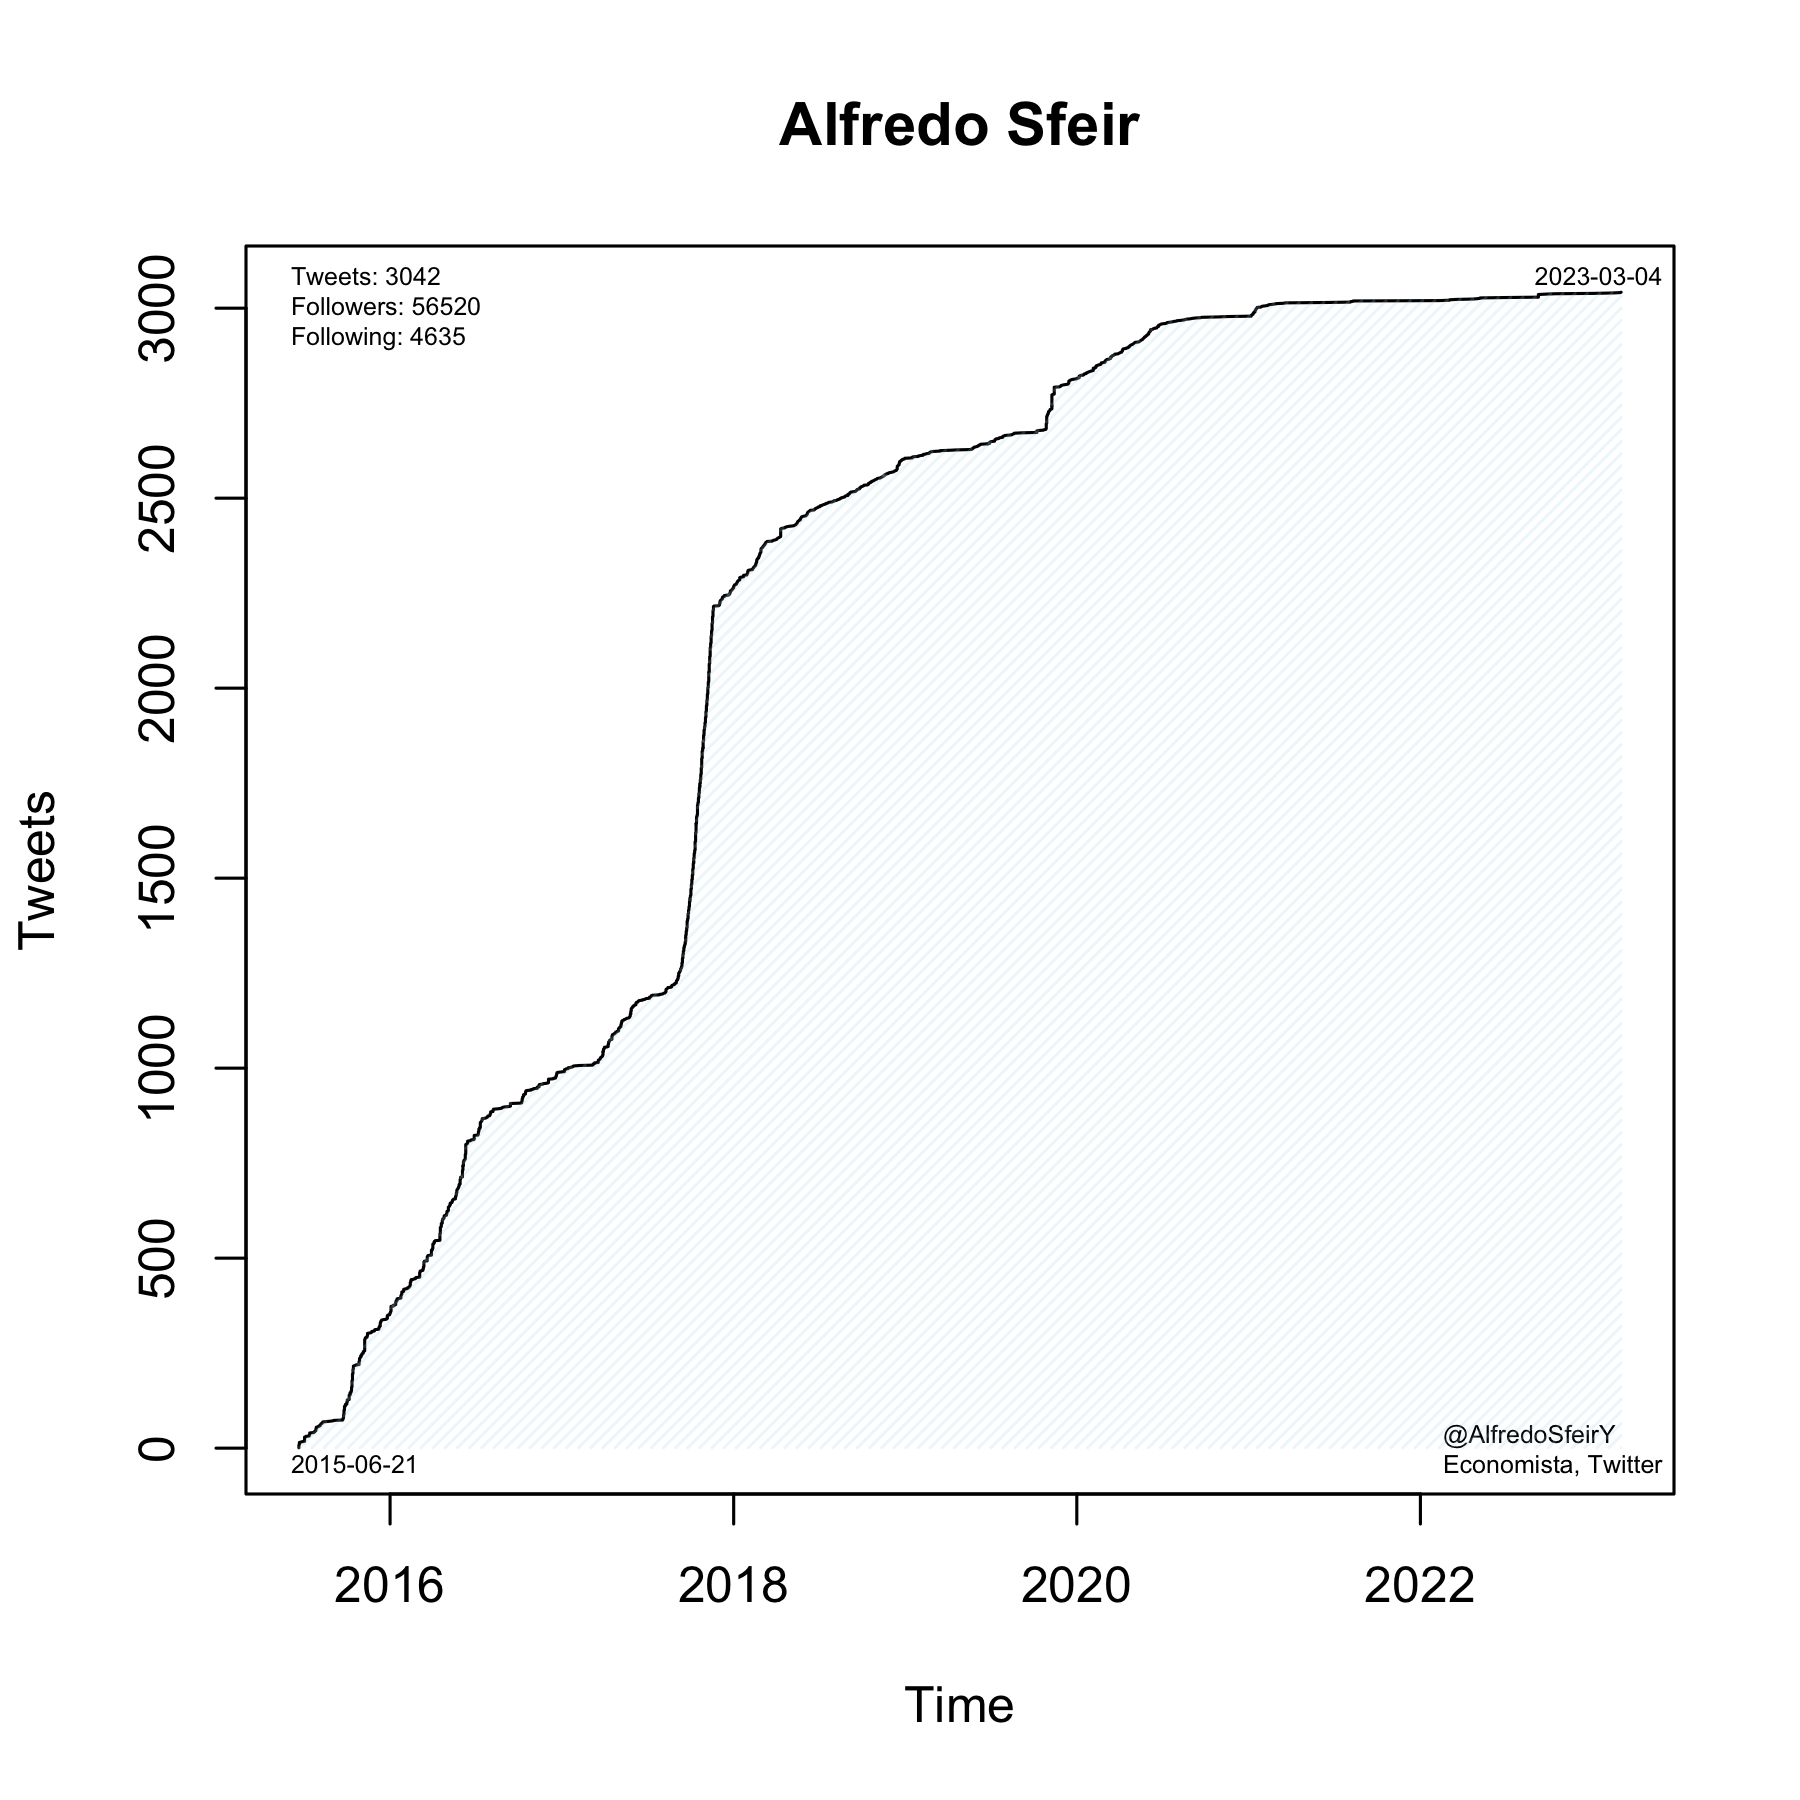 Alfredo Sfeir
Tweets: 3042
Followers: 56520
Following: 4635
2023-03-04
3000
2500
2000
1500
1000
500
0
Tweets
2015-06-21
@AlfredoSfeirY
Economista, Twitter
2016 2018 2020 2022
Time